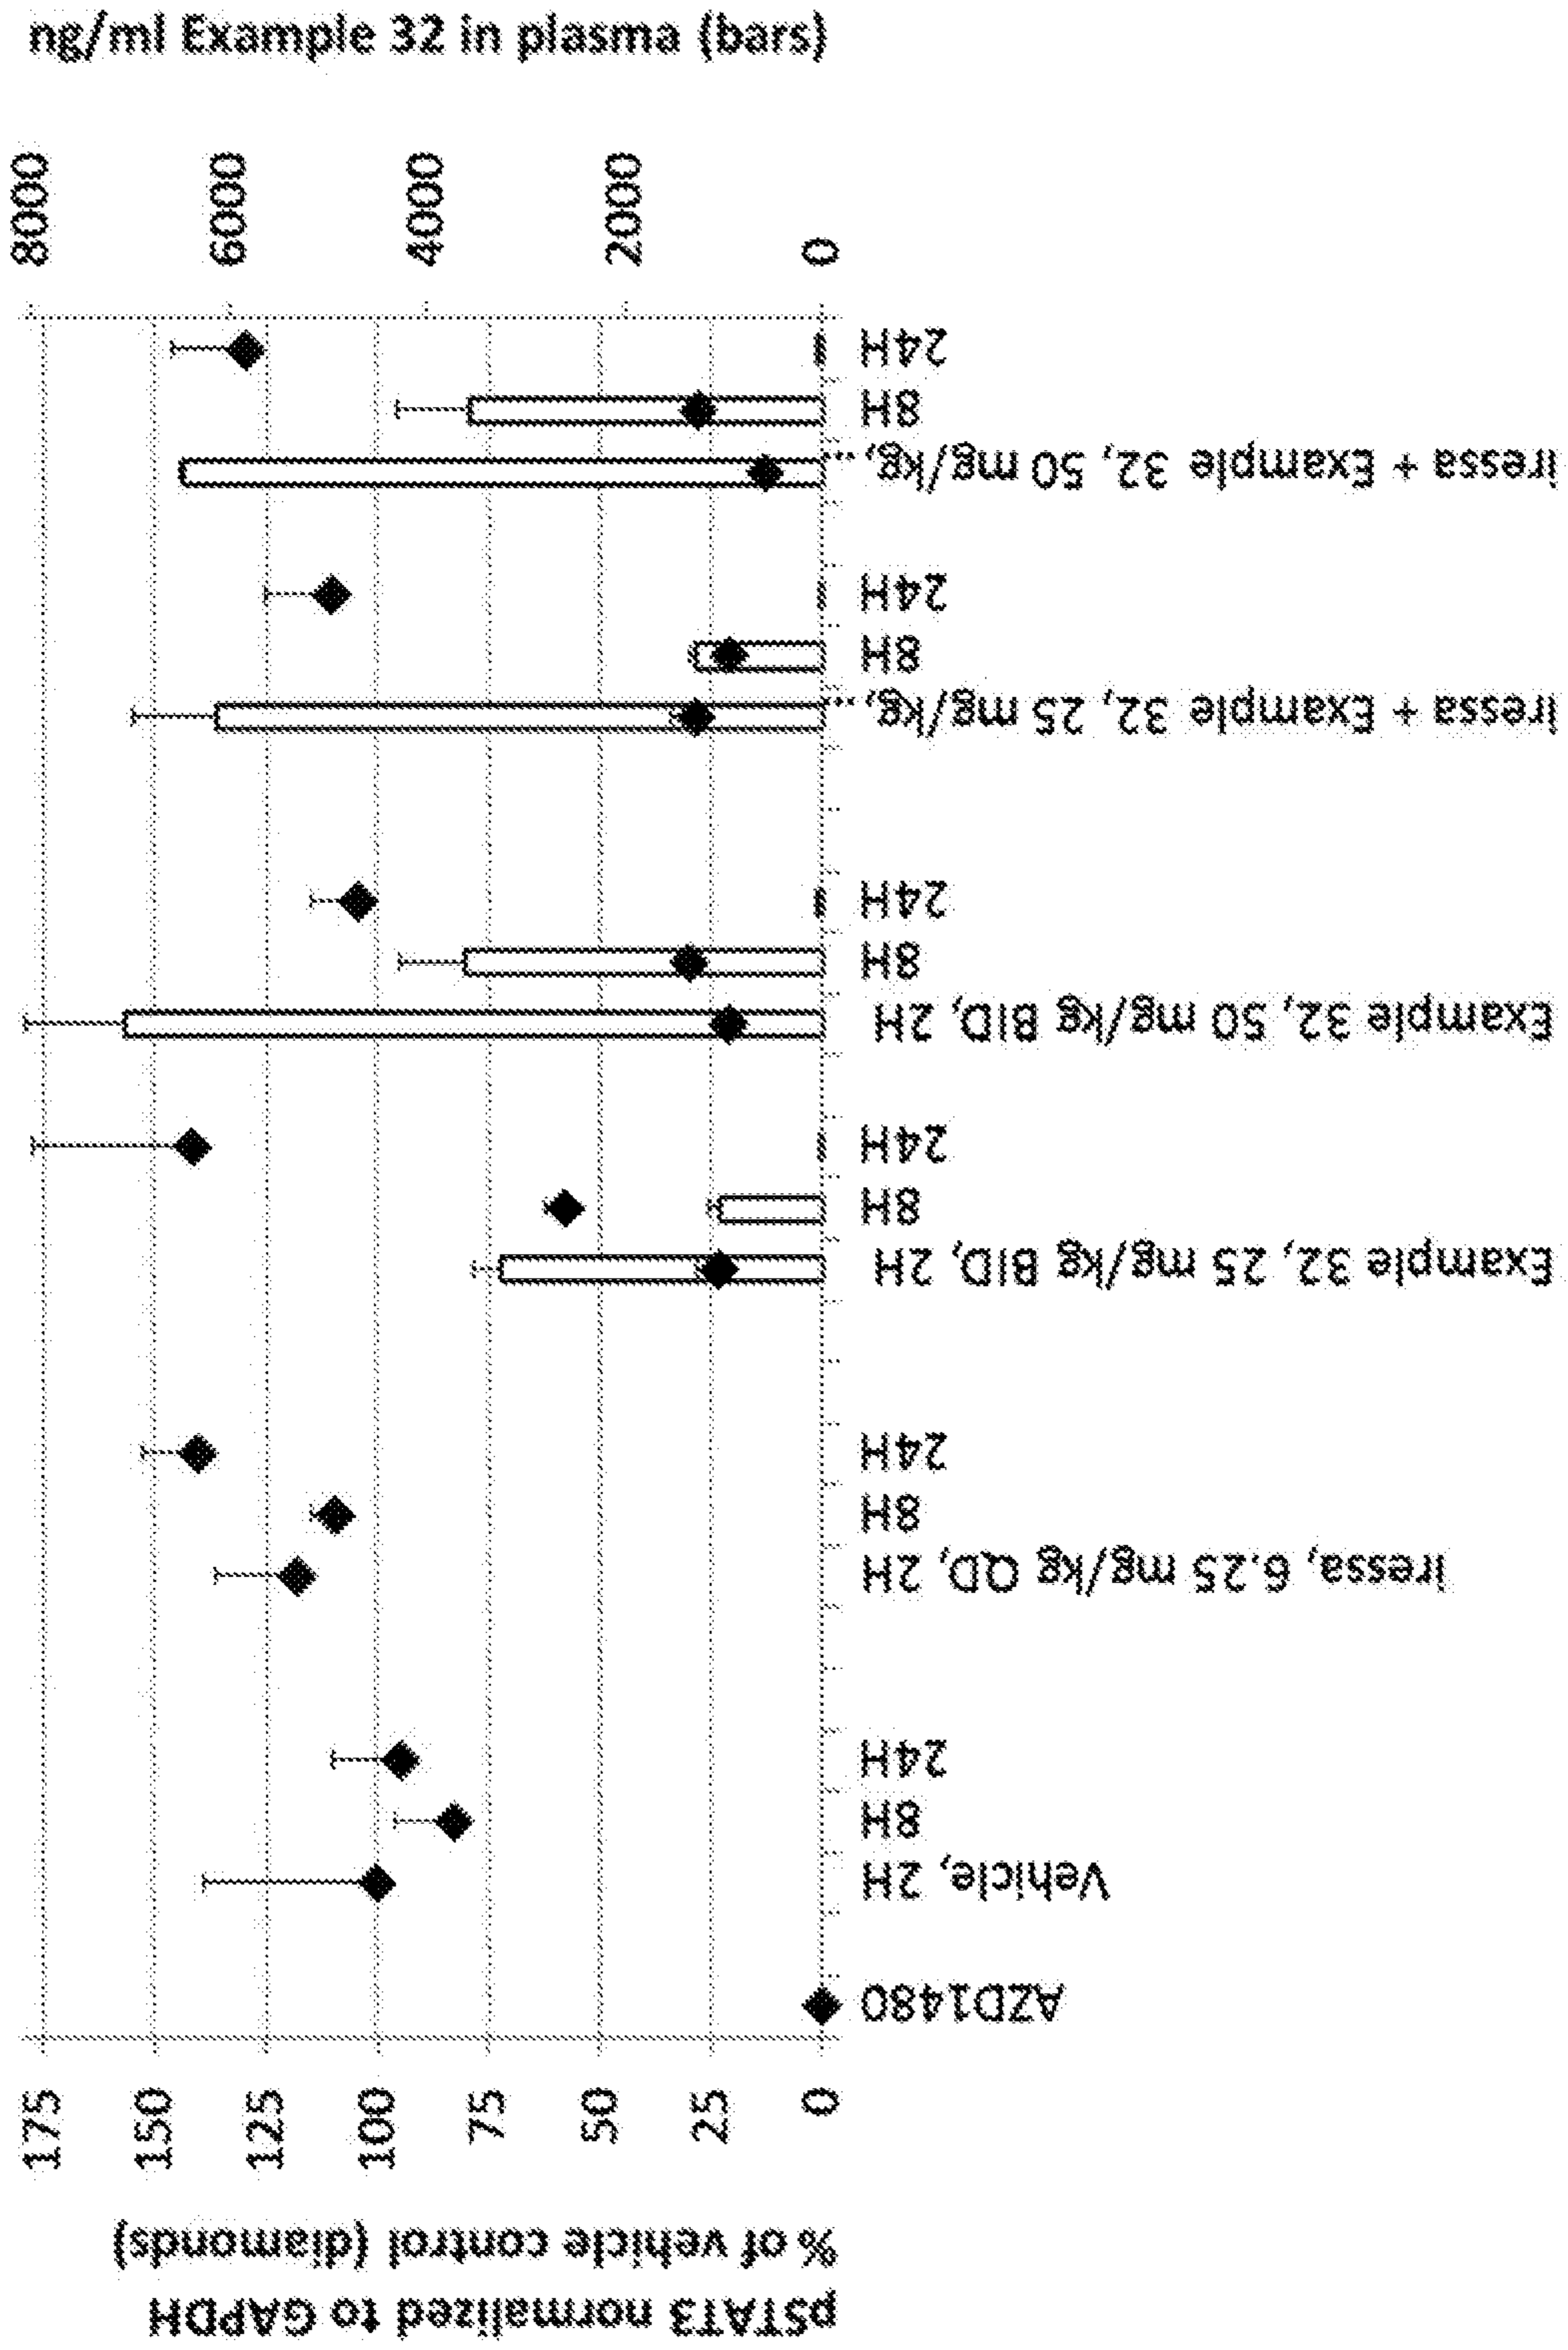 pSTAT3 normalized to GAPDH
% of vehicle control (diamonds)
175
150
125
100
75
50
25
0
AZD1480
Vehicle, 2H
8H
24H
iressa, 6.25 mg/kg QD, 2H
8H
24H
Example 32, 25 mg/kg BID, 2H
8H
24H
Example 32, 50 mg/kg BID, 2H
8H
24H
iressa + Example 32, 25 mg/kg,...
8H
24H
iressa + Example 32, 50 mg/kg,...
8H
24H
8000
6000
4000
2000
0
ng/ml Example 32 in plasma (bars)